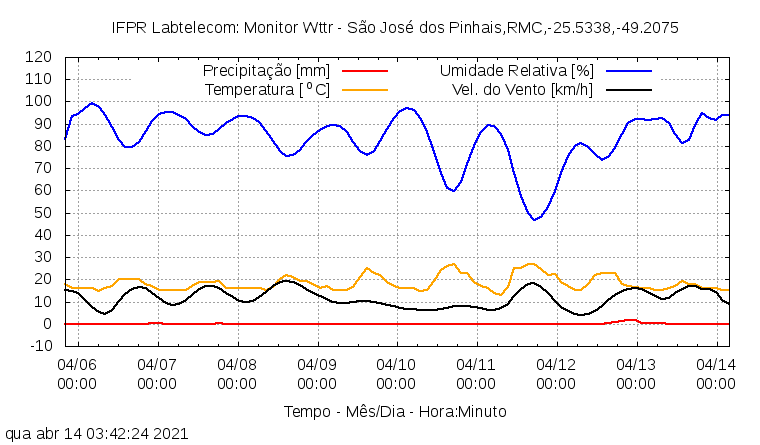 IFPR Labtelecom: Monitor Wttr - São José dos Pinhais,RMC,-25.5338,-49.2075
120
110
100
90
80
70
60
50
40
30
20
10
0
-10
Precipitação [mm]
Temperatura [⁰C]
Umidade Relativa [%]
Vel. do Vento [km/h]
04/06 04/07 04/08 04/09 04/10 04/11 04/12 04/13 04/14
00:00 00:00 00:00 00:00 00:00 00:00 00:00 00:00 00:00
Tempo - Mês/Dia - Hora:Minuto
qua abr 14 03:42:24 2021